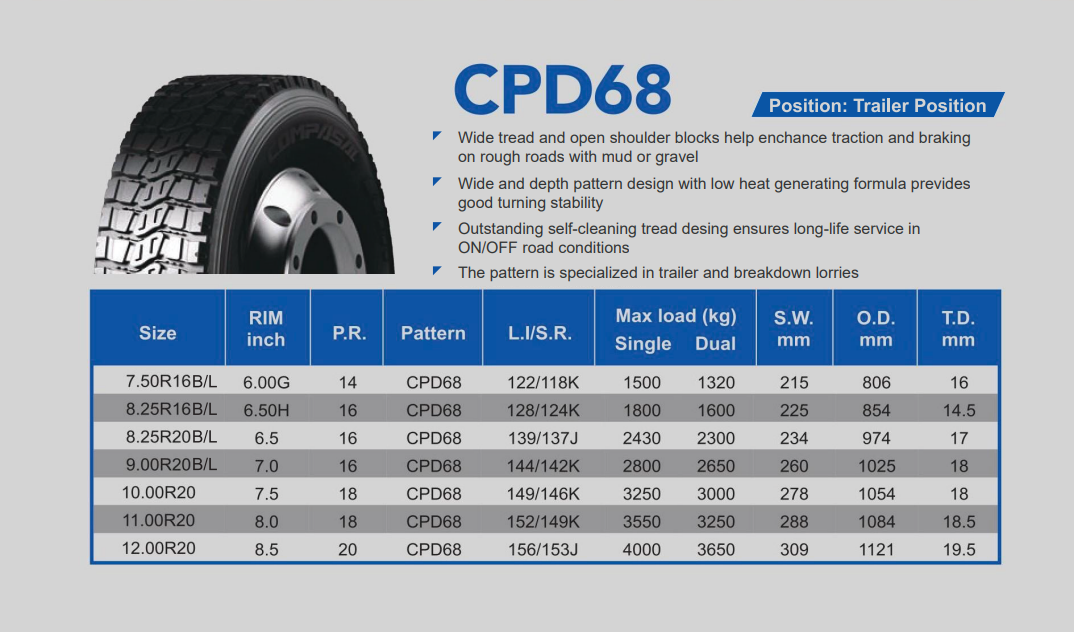 COMPASAL
CPD68
Position: Trailer Position
Wide tread and open shoulder blocks help enchance traction and braking
on rough roads with mud or gravel
Wide and depth pattern design with low heat generating formula prevides
good turning stability
Outstanding self-cleaning tread desing ensures long-life service in
ON/OFF road conditions
The pattern is specialized in trailer and breakdown lorries
Size RIM inch P.R. Pattern L.I/S.R. Max load (kg) Single Dual S.W. mm O.D. mm T.D. mm
7.50R16B/L 6.00G 14 CPD68 122/118K 1500 1320 215 806 16
8.25R16B/L 6.50H 16 CPD68 128/124K 1800 1600 225 854 14.5
8.25R20B/L 6.5 16 CPD68 139/137J 2430 2300 234 974 17
9.00R20B/L 7.0 16 CPD68 144/142K 2800 2650 260 1025 18
10.00R20 7.5 18 CPD68 149/146K 3250 3000 278 1054 18
11.00R20 8.0 18 CPD68 152/149K 3550 3250 288 1084 18.5
12.00R20 8.5 20 CPD68 156/153J 4000 3650 309 1121 19.5